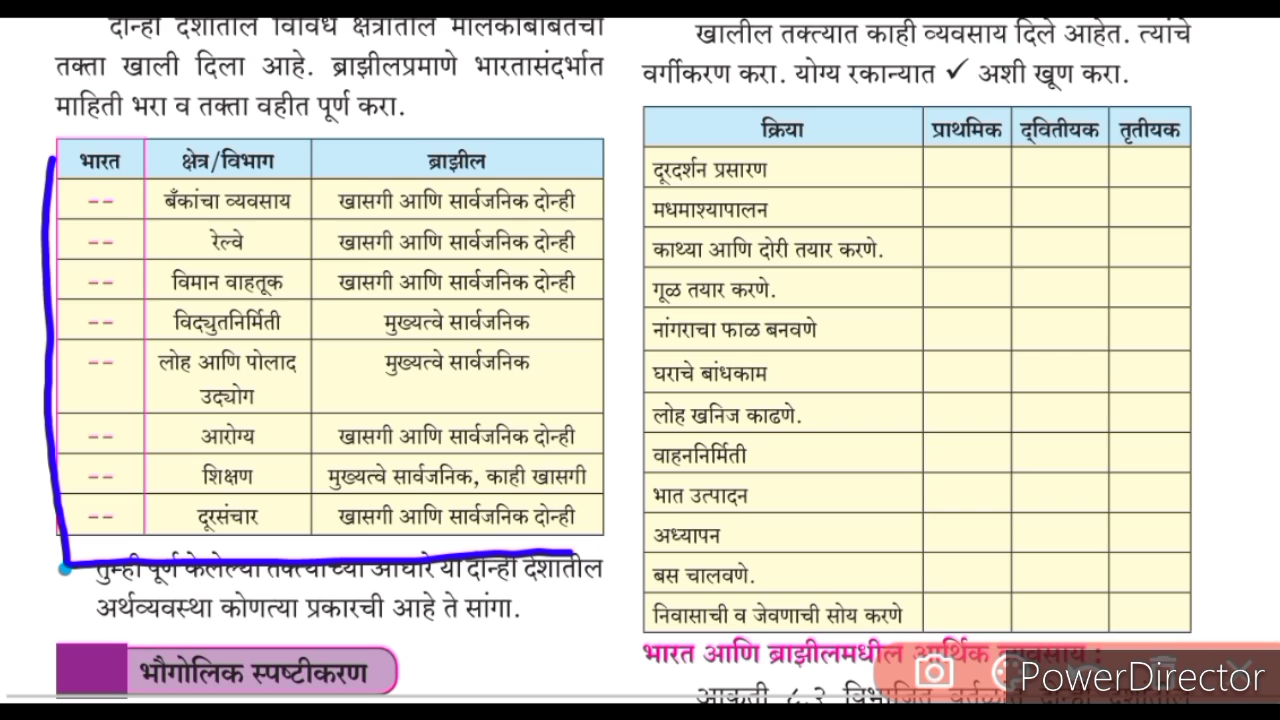 दोन्ही देशांतील विविध क्षेत्रांतील मालकीबाबतचा
तक्ता खाली दिला आहे. ब्राझीलप्रमाणे भारतासंदर्भात
माहिती भरा व तक्ता वहीत पूर्ण करा.
भारत क्षेत्र/विभाग ब्राझील
-- बँकांचा व्यवसाय खासगी आणि सार्वजनिक दोन्ही
-- रेल्वे खासगी आणि सार्वजनिक दोन्ही
-- विमान वाहतूक खासगी आणि सार्वजनिक दोन्ही
-- विद्युतनिर्मिती मुख्यत्वे सार्वजनिक
-- लोह आणि पोलाद मुख्यत्वे सार्वजनिक
उद्योग
-- आरोग्य खासगी आणि सार्वजनिक दोन्ही
-- शिक्षण मुख्यत्वे सार्वजनिक, काही खासगी
-- दूरसंचार खासगी आणि सार्वजनिक दोन्ही
तुम्ही पूर्ण केलेल्या तक्त्याच्या आधारे या दोन्ही देशातील
अर्थव्यवस्था कोणत्या प्रकारची आहे ते सांगा.
भौगोलिक स्पष्टीकरण
खालील तक्त्यात काही व्यवसाय दिले आहेत. त्यांचे
वर्गीकरण करा. योग्य रकान्यात ✓ अशी खूण करा.
क्रिया प्राथमिक द्वितीयक तृतीयक
दूरदर्शन प्रसारण
मधमाश्यापालन
काथ्या आणि दोरी तयार करणे.
गूळ तयार करणे.
नांगराचा फाळ बनवणे
घराचे बांधकाम
लोह खनिज काढणे.
वाहननिर्मिती
भात उत्पादन
अध्यापन
बस चालवणे.
निवासाची व जेवणाची सोय करणे
भारत आणि ब्राझीलमधील आर्थिक व्यवसाय :
आकृती ८.२ विभाजित वर्तुळात दोन्ही देशातील
PowerDirector